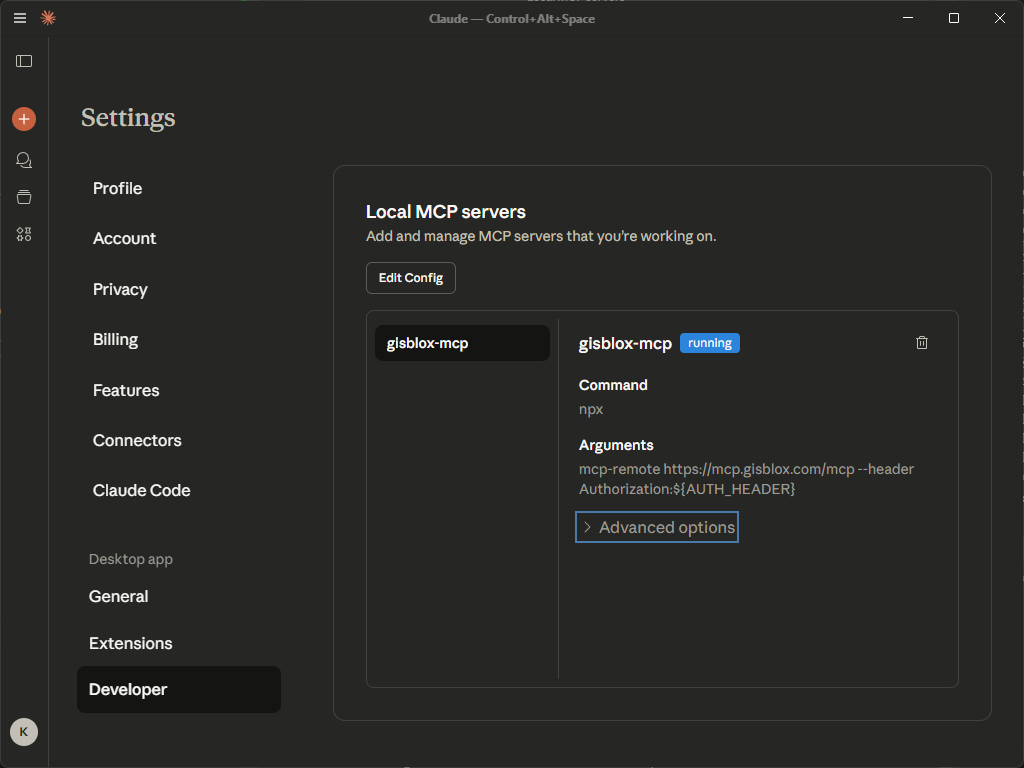 Claude — Control+Alt+Space
Settings
Profile
Account
Privacy
Billing
Features
Connectors
Claude Code
Desktop app
General
Extensions
Developer
K
Local MCP servers
Add and manage MCP servers that you're working on.
Edit Config
gisblox-mcp
gisblox-mcp running
Command
npx
Arguments
mcp-remote https://mcp.gisblox.com/mcp --header
Authorization:${AUTH_HEADER}
Advanced options